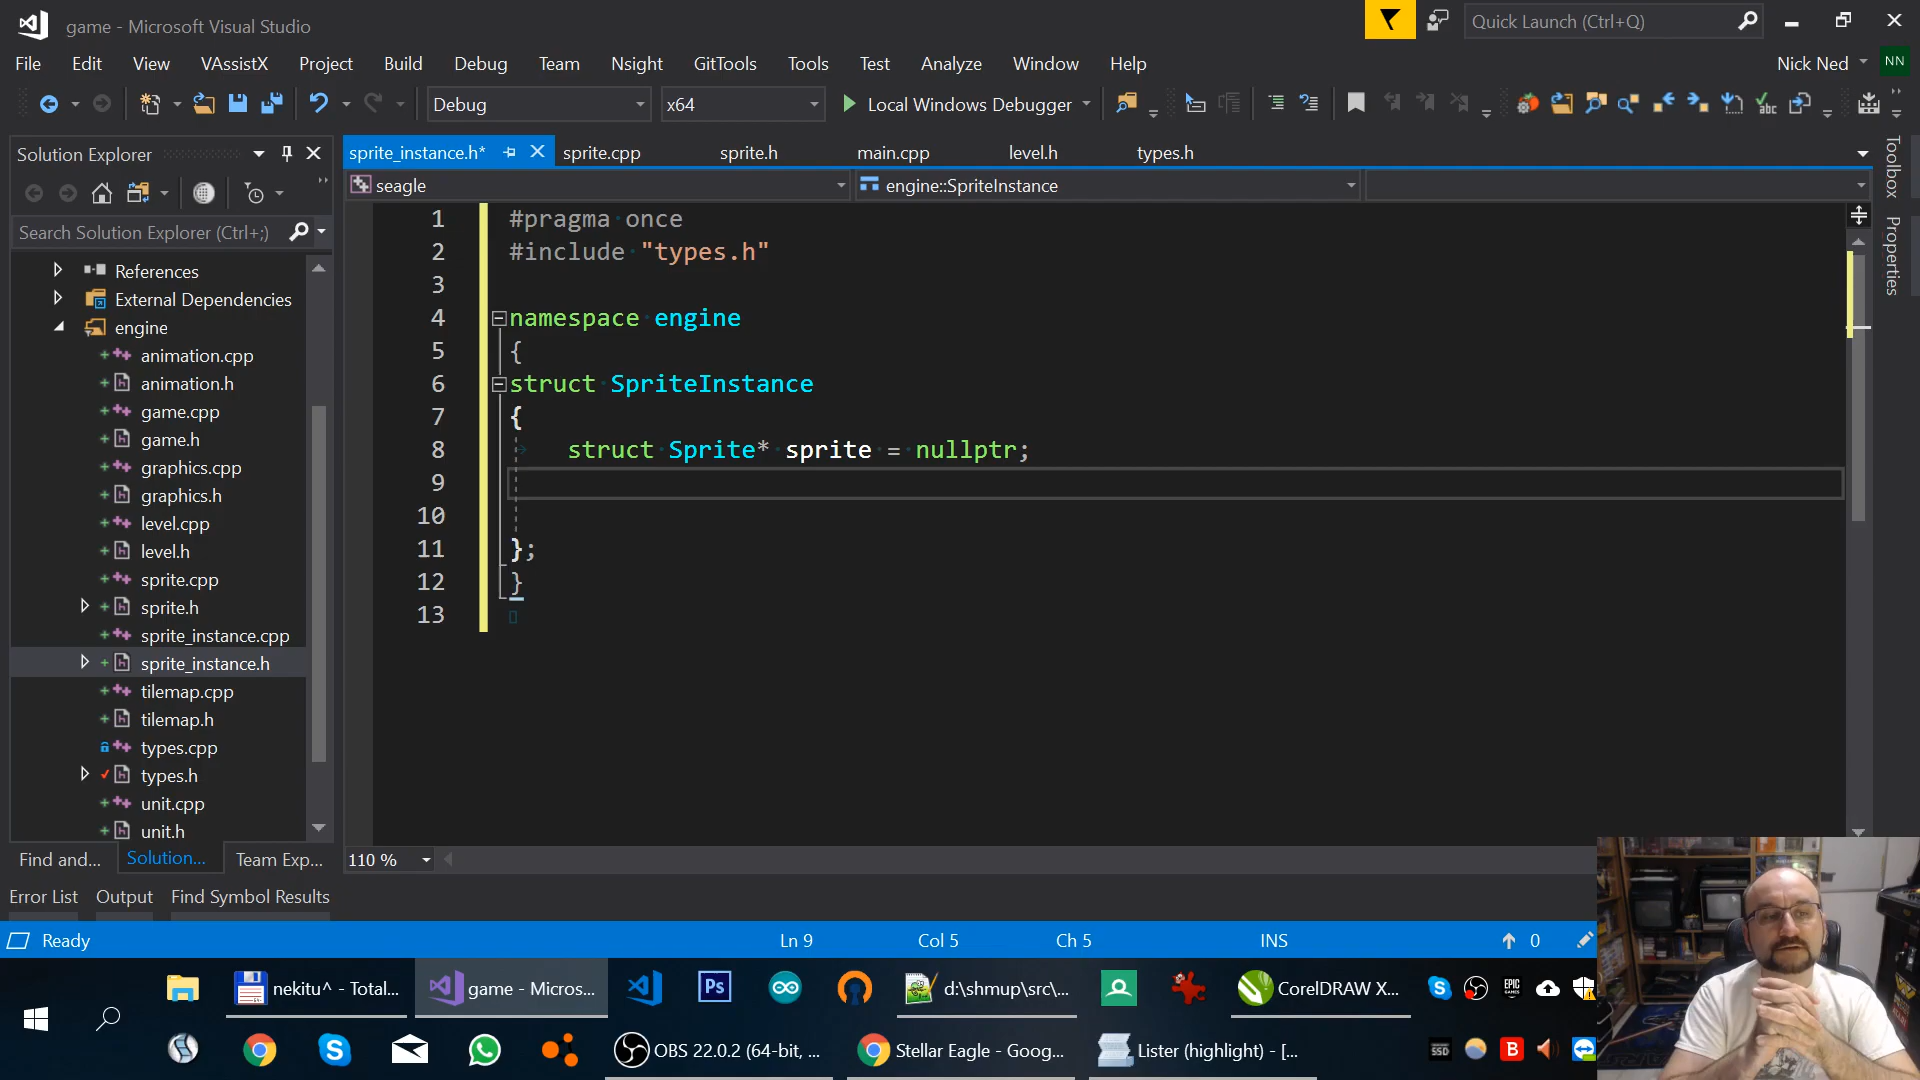 game - Microsoft Visual Studio
Quick Launch (Ctrl+Q)
File Edit View VAssistX Project Build Debug Team Nsight GitTools Tools Test Analyze Window Help
Nick Ned NN
Debug x64 Local Windows Debugger
Solution Explorer
sprite_instance.h* sprite.cpp sprite.h main.cpp level.h types.h
seagle engine::SpriteInstance
Search Solution Explorer (Ctrl+;)
References
External Dependencies
engine
animation.cpp
animation.h
game.cpp
game.h
graphics.cpp
graphics.h
level.cpp
level.h
sprite.cpp
sprite.h
sprite_instance.cpp
sprite_instance.h
tilemap.cpp
tilemap.h
types.cpp
types.h
unit.cpp
unit.h
1 #pragma once
2 #include "types.h"
3
4 namespace engine
5 {
6 struct SpriteInstance
7 {
8 struct Sprite* sprite = nullptr;
9
10
11 };
12 }
13
Toolbox
Properties
Find and... Solution... Team Exp...
110 %
Error List Output Find Symbol Results
Ready Ln 9 Col 5 Ch 5 INS 0
nekitu^ - Total... game - Micros... Ps d:\shmup\src\... CorelDRAW X... EPIC GAMES
OBS 22.0.2 (64-bit, ... Stellar Eagle - Goog... Lister (highlight) - [... SSD B